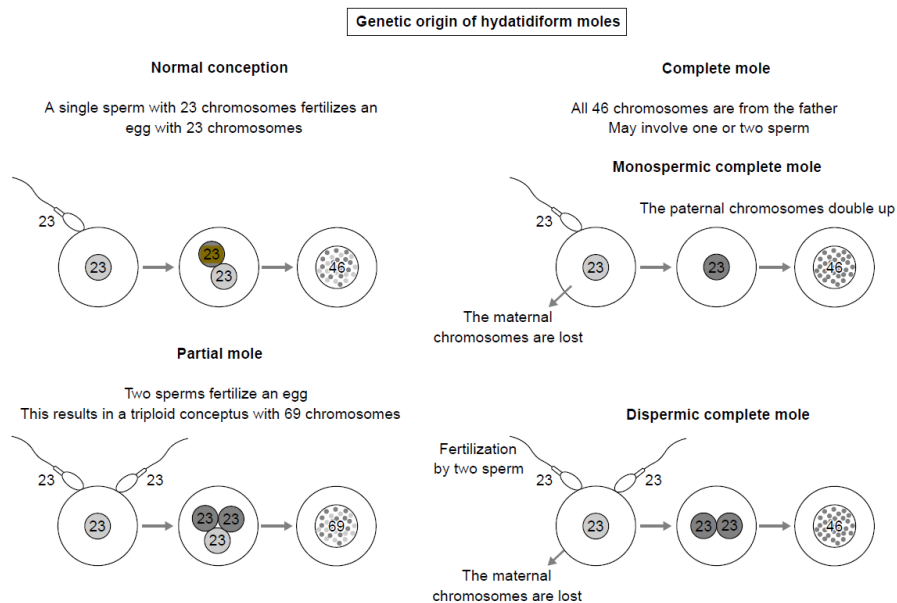 Genetic origin of hydatidiform moles
Normal conception
A single sperm with 23 chromosomes fertilizes an
egg with 23 chromosomes
23
23
23
23
46
Complete mole
All 46 chromosomes are from the father
May involve one or two sperm
Monospermic complete mole
The paternal chromosomes double up
23
23
23
46
The maternal
chromosomes are lost
Partial mole
Two sperms fertilize an egg
This results in a triploid conceptus with 69 chromosomes
23
23
23
23
23
23
69
Dispermic complete mole
Fertilization
by two sperm
23
23
23
23
23
46
The maternal
chromosomes are lost